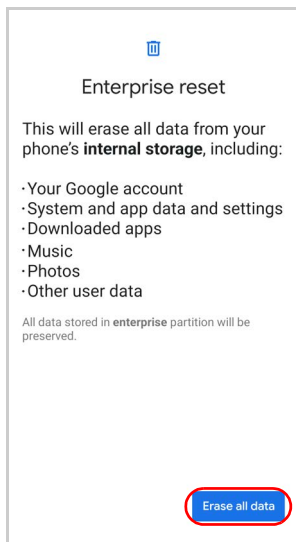 Enterprise reset
This will erase all data from your
phone's internal storage, including:
·Your Google account
·System and app data and settings
·Downloaded apps
·Music
·Photos
·Other user data
All data stored in enterprise partition will be
preserved.
Erase all data